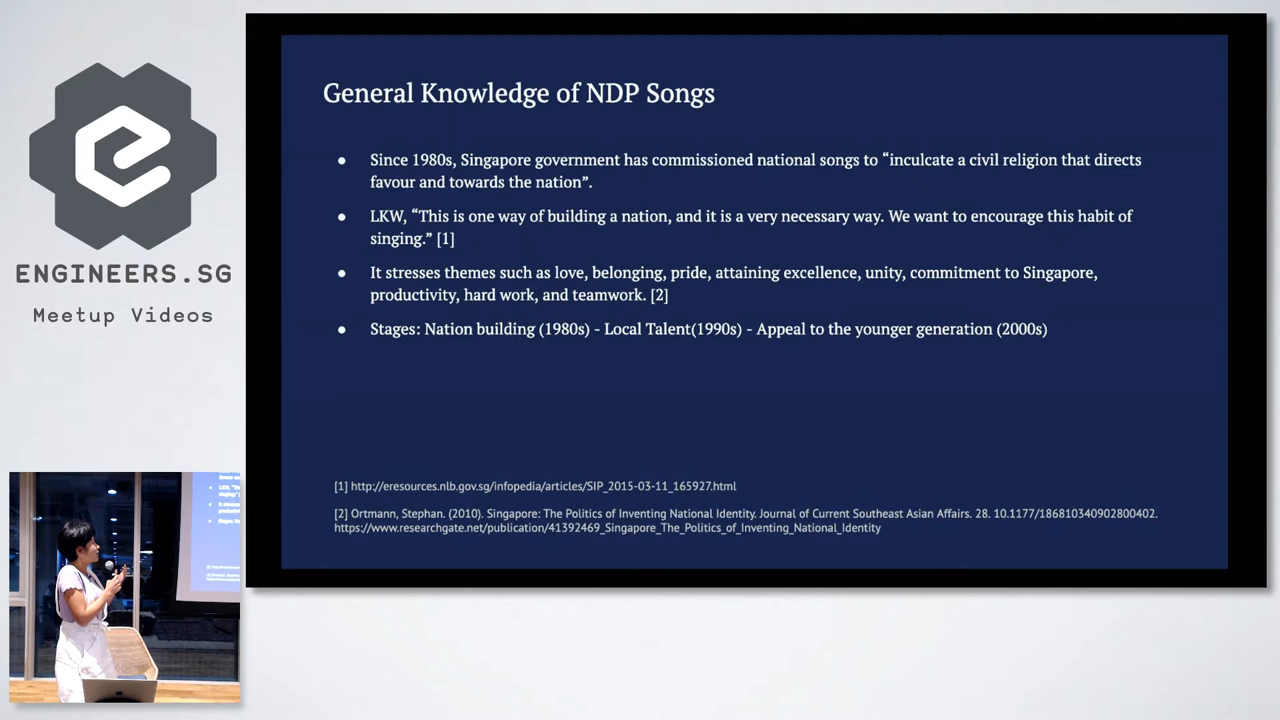 ENGINEERS.SG
Meetup Videos
General Knowledge of NDP Songs
● Since 1980s, Singapore government has commissioned national songs to “inculcate a civil religion that directs
favour and towards the nation”.
● LKW, “This is one way of building a nation, and it is a very necessary way. We want to encourage this habit of
singing.” [1]
● It stresses themes such as love, belonging, pride, attaining excellence, unity, commitment to Singapore,
productivity, hard work, and teamwork. [2]
● Stages: Nation building (1980s) - Local Talent(1990s) - Appeal to the younger generation (2000s)
[1] http://eresources.nlb.gov.sg/infopedia/articles/SIP_2015-03-11_165927.html
[2] Ortmann, Stephan. (2010). Singapore: The Politics of Inventing National Identity. Journal of Current Southeast Asian Affairs. 28. 10.1177/186810340902800402.
https://www.researchgate.net/publication/41392469_Singapore_The_Politics_of_Inventing_National_Identity